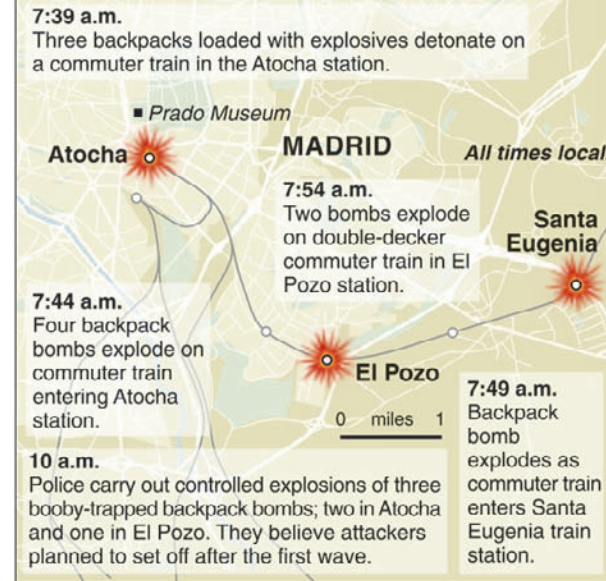 7:39 a.m.
Three backpacks loaded with explosives detonate on
a commuter train in the Atocha station.
Prado Museum
Atocha
MADRID
All times local
7:54 a.m.
Two bombs explode
on double-decker
commuter train in El
Pozo station.
Santa
Eugenia
7:44 a.m.
Four backpack
bombs explode on
commuter train
entering Atocha
station.
El Pozo
0 miles 1
7:49 a.m.
Backpack
bomb
explodes as
commuter train
enters Santa
Eugenia train
station.
10 a.m.
Police carry out controlled explosions of three
booby-trapped backpack bombs; two in Atocha
and one in El Pozo. They believe attackers
planned to set off after the first wave.